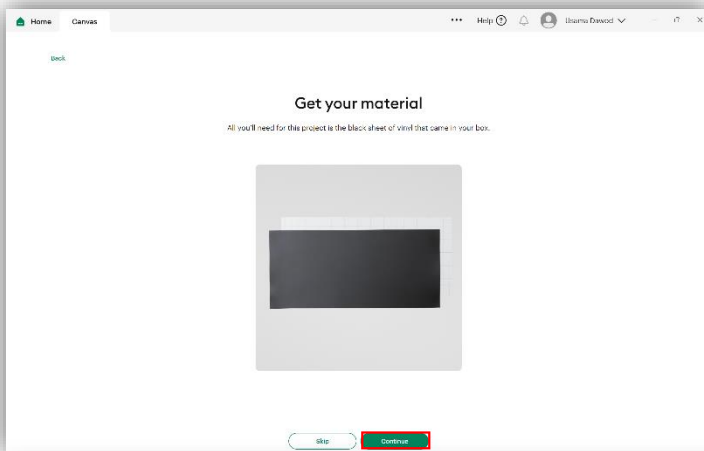 Home Canvas ••• Help Usama Dawod
Back
Get your material
All you'll need for this project is the black sheet of vinyl that came in your box.
Skip Continue